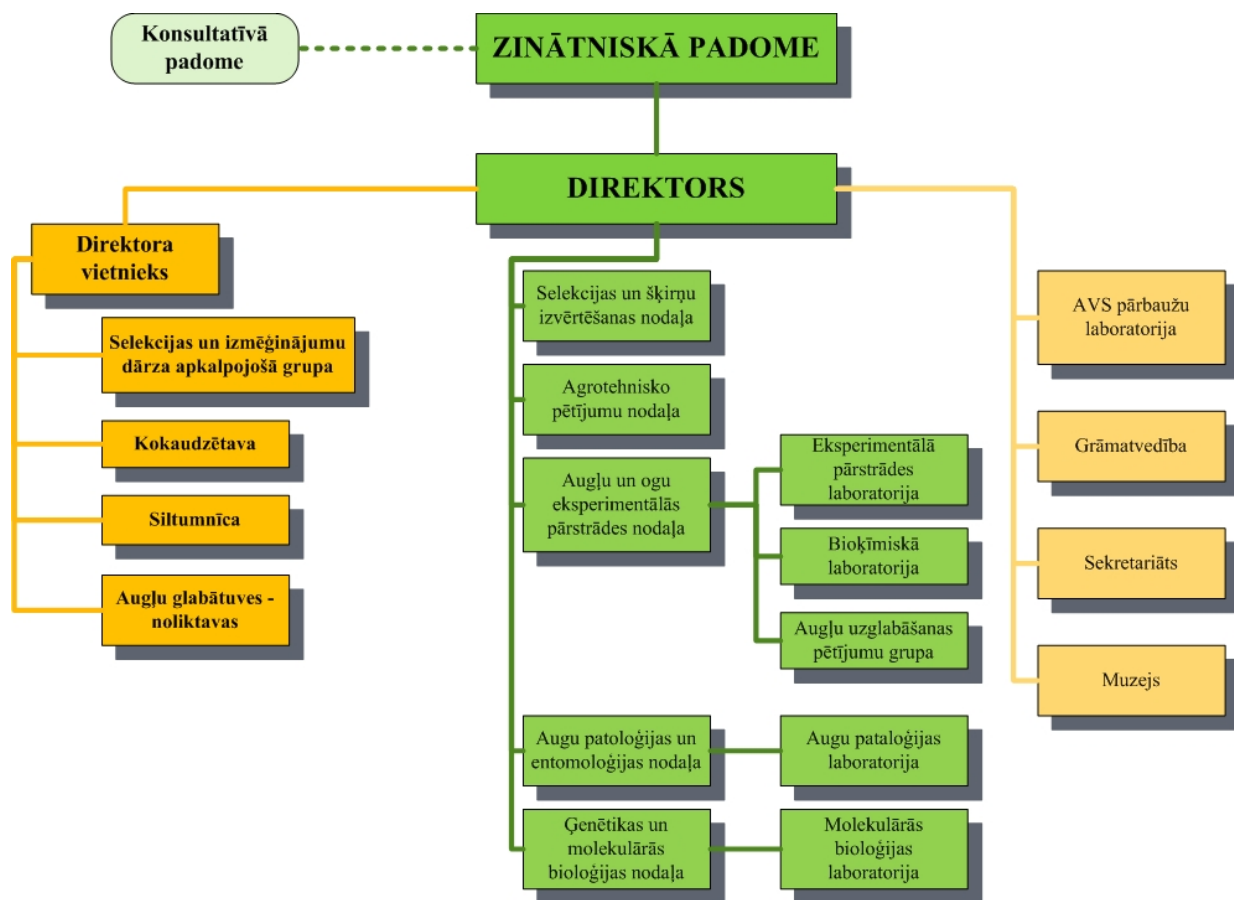 Konsultatīvā
padome
ZINĀTNISKĀ PADOME
DIREKTORS
Direktora
vietnieks
Selekcijas un izmēģinājumu
dārza apkalpojošā grupa
Kokaudzētava
Siltumnīca
Augļu glabātuves -
noliktavas
Selekcijas un šķirņu
izvērtēšanas nodaļa
Agrotehnisko
pētījumu nodaļa
Augļu un ogu
eksperimentālās
pārstrādes nodaļa
Eksperimentālā
pārstrādes
laboratorija
Bioķīmiskā
laboratorija
Augļu uzglabāšanas
pētījumu grupa
Augu patoloģijas un
entomoloģijas nodaļa
Augu pataloģijas
laboratorija
Ģenētikas un
molekulārās
bioloģijas nodaļa
Molekulārās
bioloģijas
laboratorija
AVS pārbaužu
laboratorija
Grāmatvedība
Sekretariāts
Muzejs